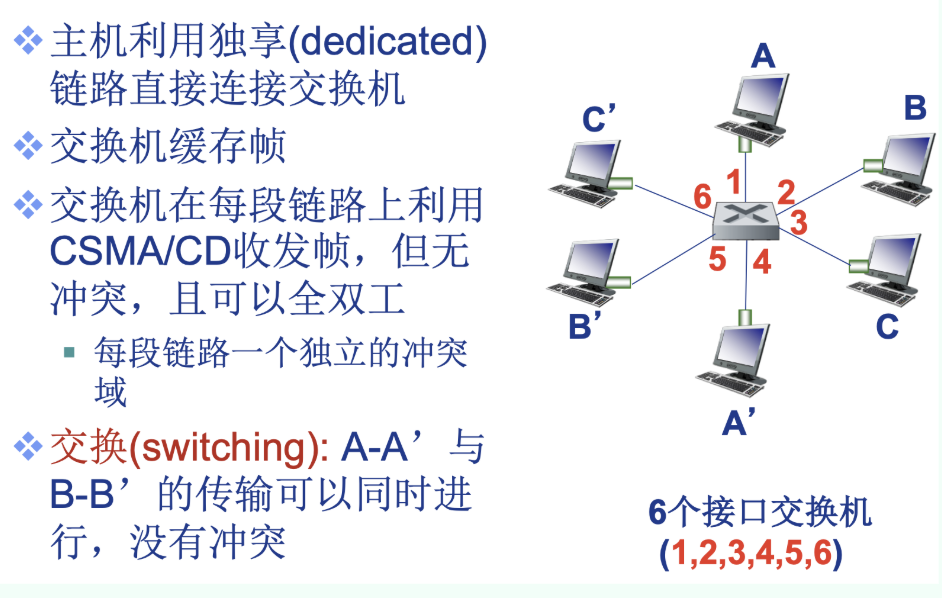 主机利用独享(dedicated)
链路直接连接交换机
交换机缓存帧
交换机在每段链路上利用
CSMA/CD收发帧，但无
冲突，且可以全双工
每段链路一个独立的冲突
域
交换(switching): A-A’与
B-B’的传输可以同时进
行，没有冲突
A
B
C’
1
2
6
3
5
4
B’
C
A’
6个接口交换机
(1,2,3,4,5,6)